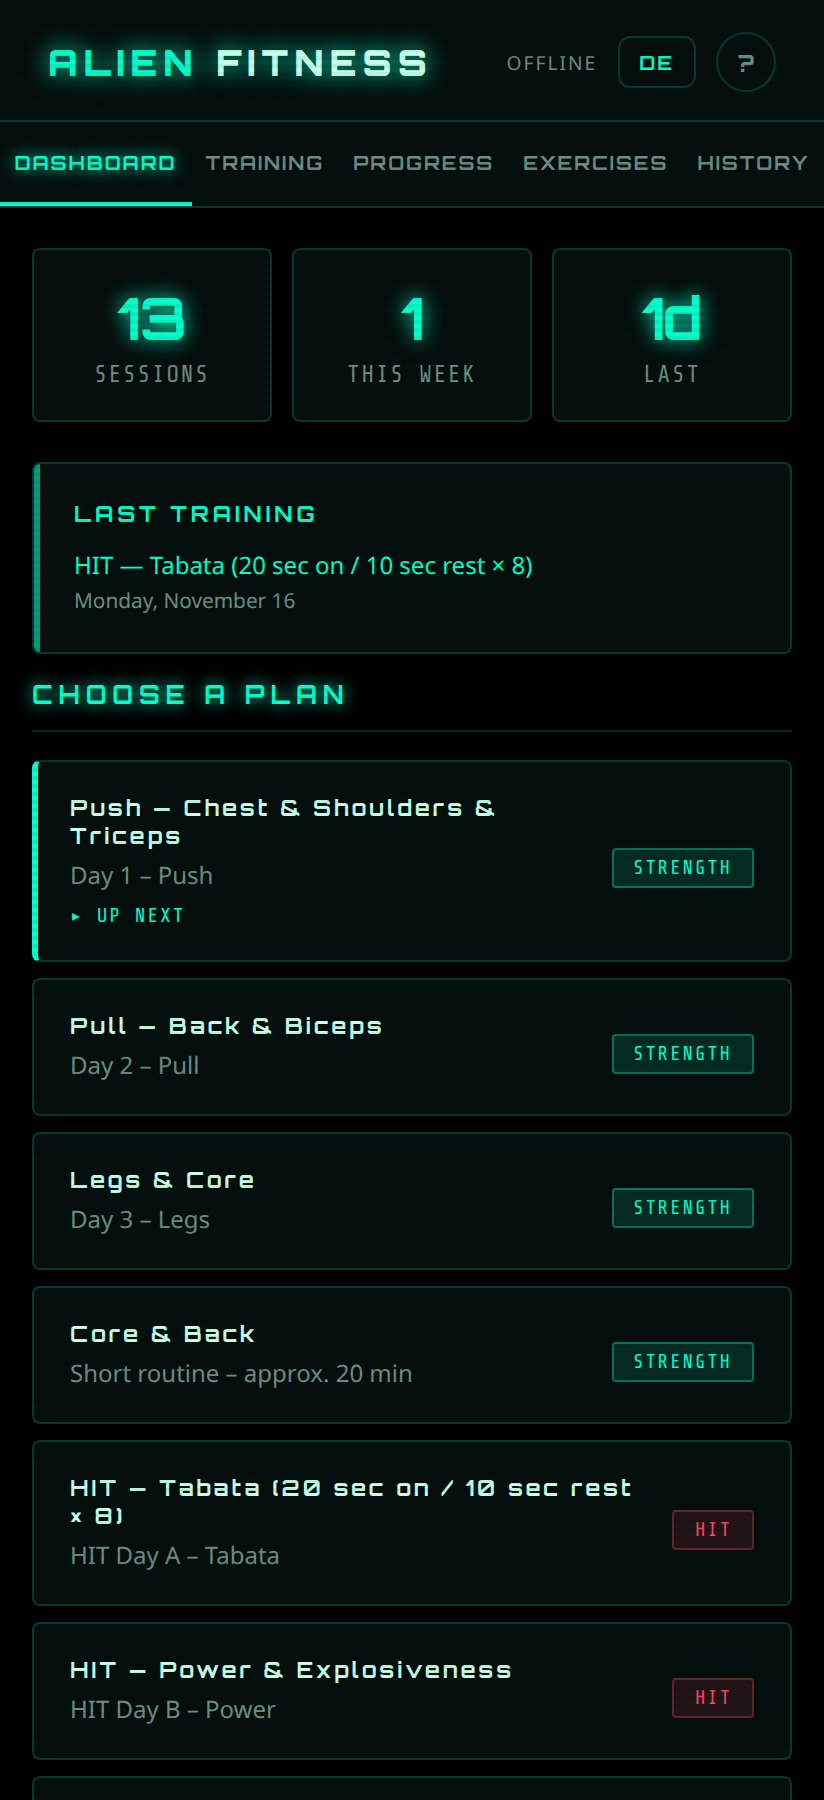 ALIEN FITNESS
OFFLINE
DE
?
DASHBOARD
TRAINING
PROGRESS
EXERCISES
HISTORY
13
SESSIONS
1
THIS WEEK
1d
LAST
LAST TRAINING
HIT — Tabata (20 sec on / 10 sec rest × 8)
Monday, November 16
CHOOSE A PLAN
Push – Chest & Shoulders &
Triceps
Day 1 – Push
▸ UP NEXT
STRENGTH
Pull – Back & Biceps
Day 2 – Pull
STRENGTH
Legs & Core
Day 3 – Legs
STRENGTH
Core & Back
Short routine – approx. 20 min
STRENGTH
HIT – Tabata (20 sec on / 10 sec rest
× 8)
HIT Day A – Tabata
HIT
HIT – Power & Explosiveness
HIT Day B – Power
HIT